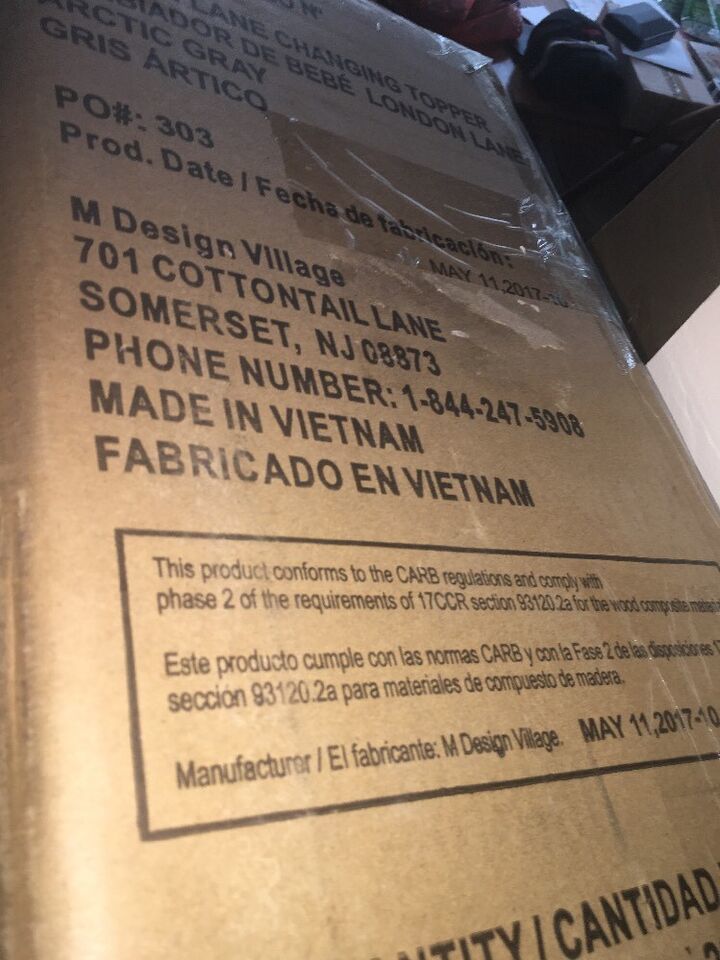 LANE CHANGING TOPPER
DE BEBÉ LONDON LANE
ARCTIC GRAY
GRIS ÁRTICO
PO#: 303
Prod. Date / Fecha de fabricación:
MAY 11,2017-10
M Design Village
701 COTTONTAIL LANE
SOMERSET, NJ 08873
PHONE NUMBER: 1-844-247-5908
MADE IN VIETNAM
FABRICADO EN VIETNAM
This product conforms to the CARB regulations and comply with
phase 2 of the requirements of 17CCR section 93120.2a for the wood composite
Este producto cumple con las normas CARB y con la Fase 2 de las disposiciones
sección 93120.2a para materiales de compuesto de madera.
Manufacturer / El fabricante: M Design Village. MAY 11,2017-10
NTITY / CANTIDAD